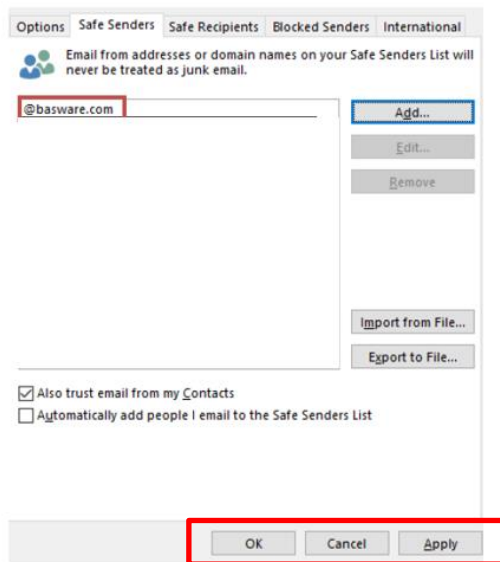 Options Safe Senders Safe Recipients Blocked Senders International
Email from addresses or domain names on your Safe Senders List will
never be treated as junk email.
@basware.com
Add...
Edit...
Remove
Import from File...
Export to File...
Also trust email from my Contacts
Automatically add people I email to the Safe Senders List
OK Cancel Apply